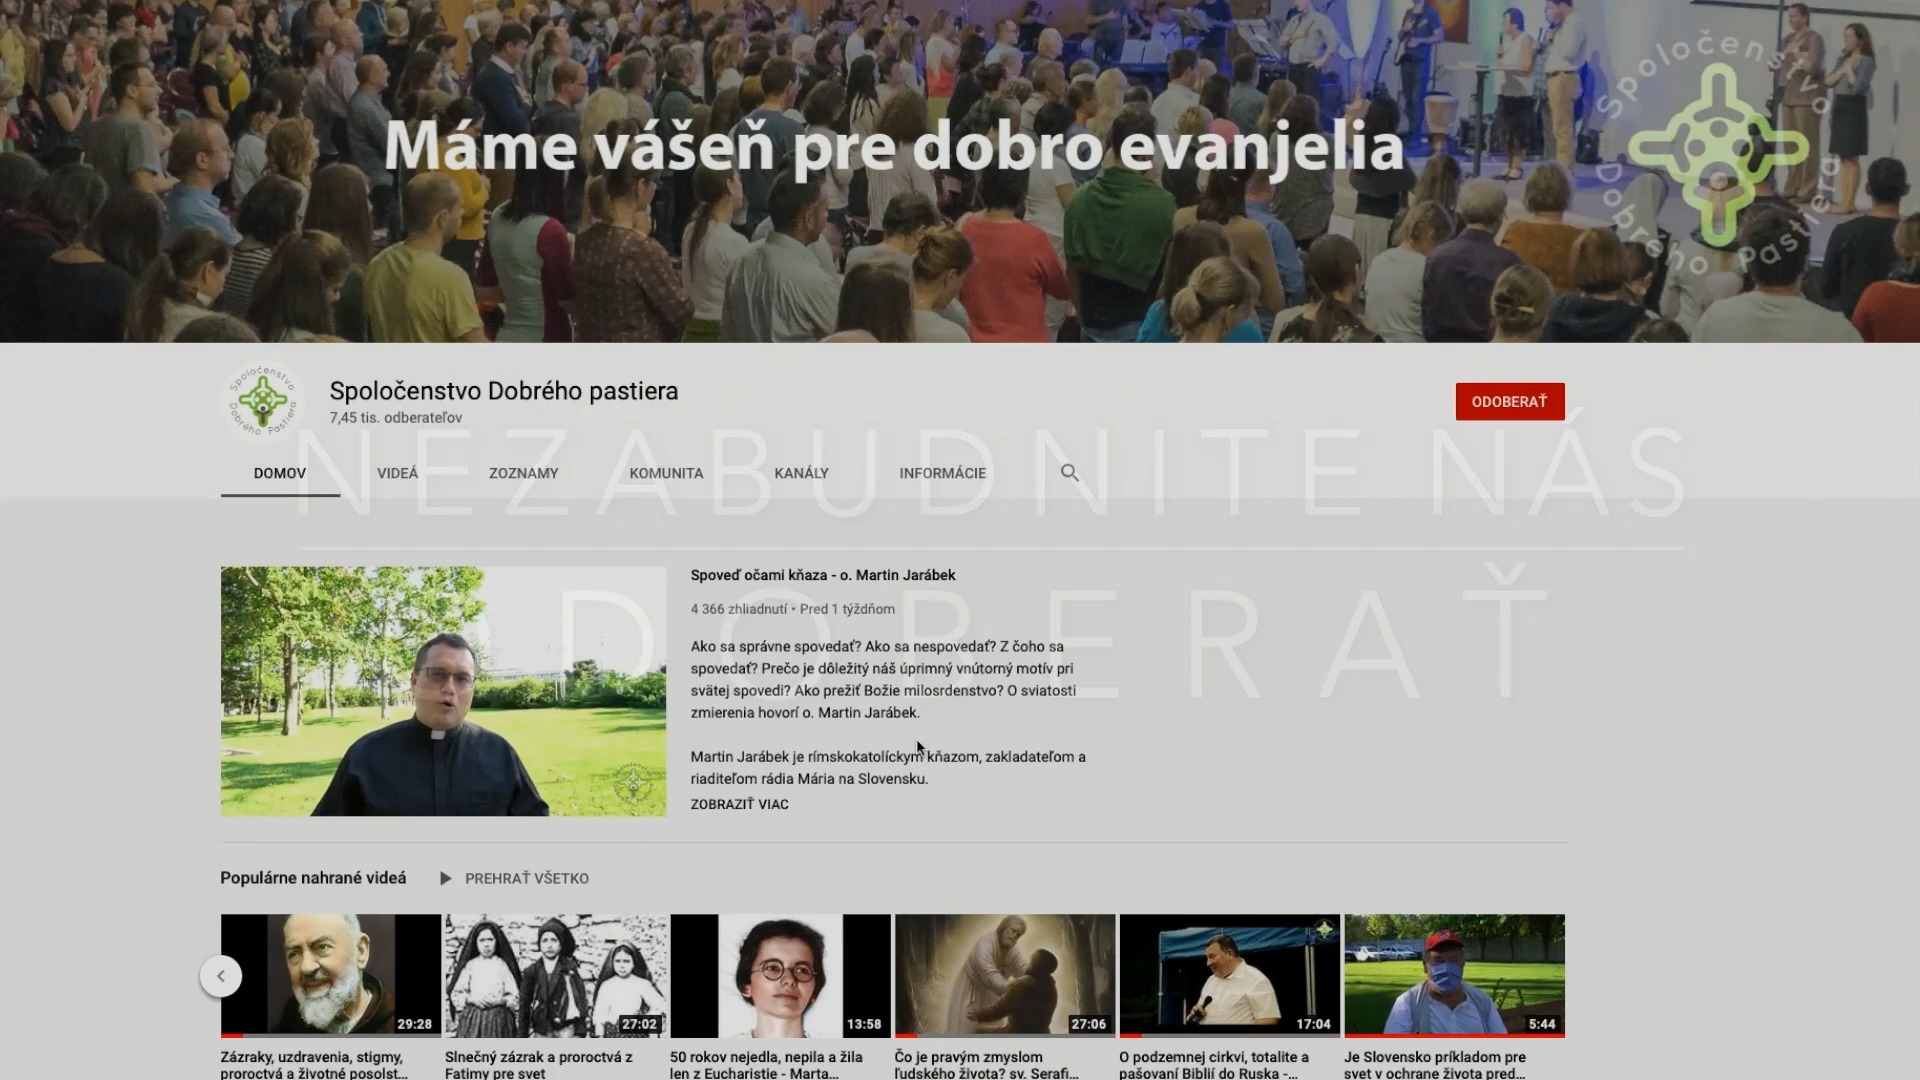 Máme vášeň pre dobro evanjelia
Spoločenstvo
Dobrého Pastiera
Spoločenstvo Dobrého pastiera
7,45 tis. odberateľov
ODOBERAŤ
NEZABUDNITE NÁS
ODOBERAŤ
DOMOV
VIDEÁ
ZOZNAMY
KOMUNITA
KANÁLY
INFORMÁCIE
Spoločenstvo
Dobrého Pastiera
Spoveď očami kňaza - o. Martin Jarábek
4 366 zhliadnutí • Pred 1 týždňom
Ako sa správne spovedať? Ako sa nespovedať? Z čoho sa
spovedať? Prečo je dôležitý náš úprimný vnútorný motív pri
svätej spovedi? Ako prežiť Božie milosrdenstvo? O sviatosti
zmierenia hovorí o. Martin Jarábek.
Martin Jarábek je rímskokatolíckym kňazom, zakladateľom a
riaditeľom rádia Mária na Slovensku.
ZOBRAZIŤ VIAC
Populárne nahrané videá
PREHRAŤ VŠETKO
29:28
27:02
13:58
27:06
17:04
5:44
Zázraky, uzdravenia, stigmy,
proroctvá a životné posolst...
Slnečný zázrak a proroctvá z
Fatimy pre svet
50 rokov nejedla, nepila a žila
len z Eucharistie - Marta...
Čo je pravým zmyslom
ľudského života? sv. Serafi...
O podzemnej cirkvi, totalite a
pašovaní Biblií do Ruska -...
Je Slovensko príkladom pre
svet v ochrane života pred...